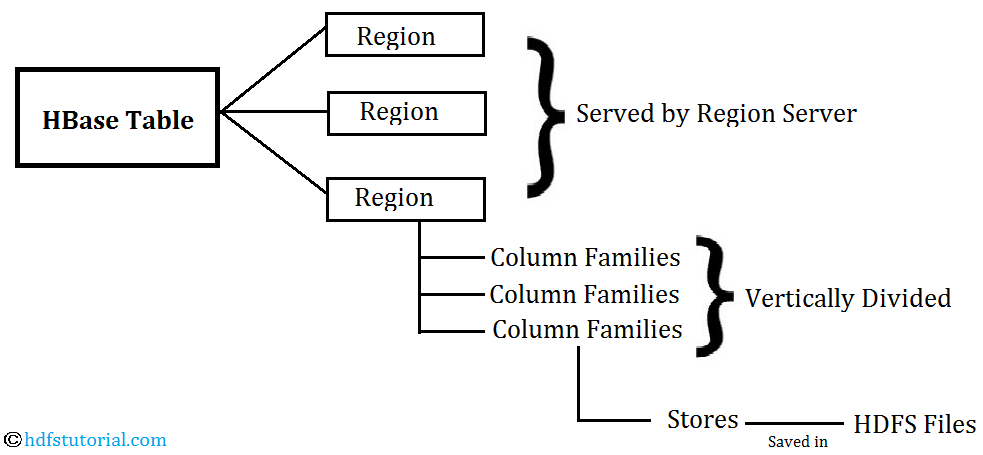 Region
HBase Table
Region
Served by Region Server
Region
Column Families
Column Families
Vertically Divided
Column Families
Stores
Saved in
HDFS Files
©hdfstutorial.com